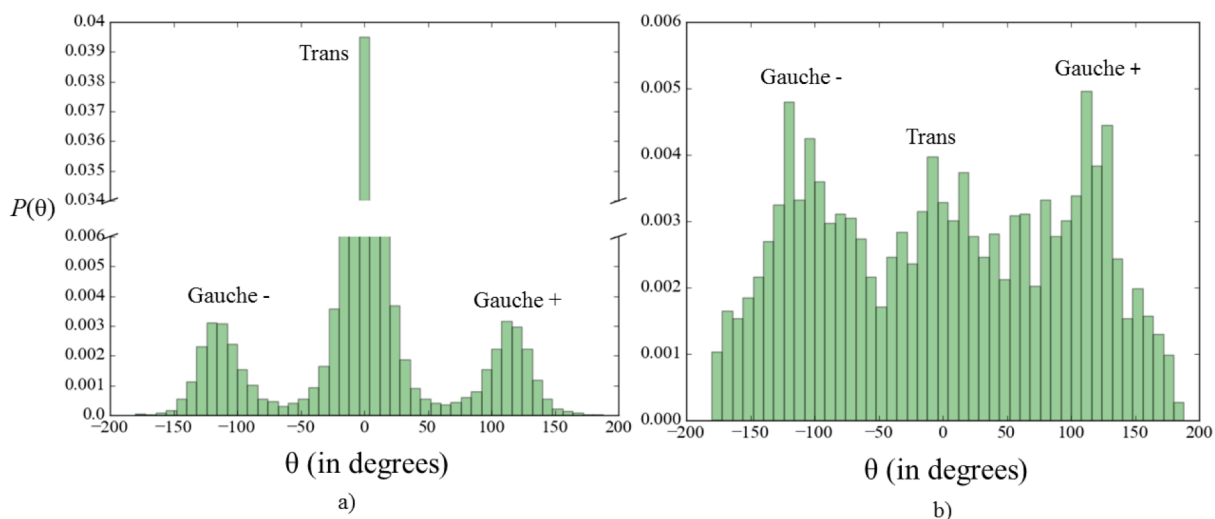 0.04
0.039
0.038
0.037
0.036
0.035
0.034
Trans
P(θ)
0.006
0.005
0.004
0.003
0.002
0.001
0.0
Gauche -
Gauche +
−200 −150 −100 −50 0 50 100 150 200
θ (in degrees)
a)
0.006
0.005
0.004
0.003
0.002
0.001
0.000
Gauche -
Trans
Gauche +
−200 −150 −100 −50 0 50 100 150 200
θ (in degrees)
b)